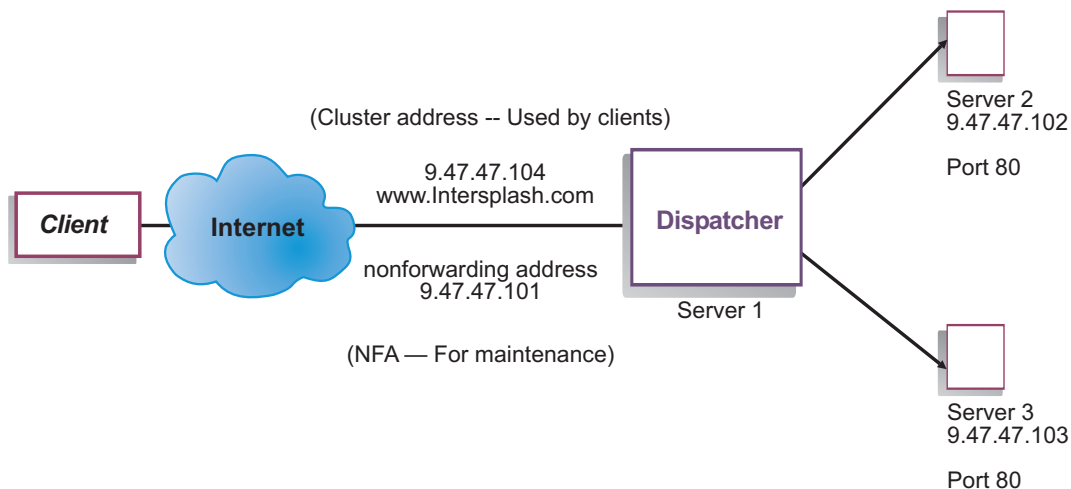 Server 2
9.47.47.102
Port 80
(Cluster address -- Used by clients)
9.47.47.104
www.Intersplash.com
Client
Internet
Dispatcher
nonforwarding address
9.47.47.101
Server 1
(NFA — For maintenance)
Server 3
9.47.47.103
Port 80